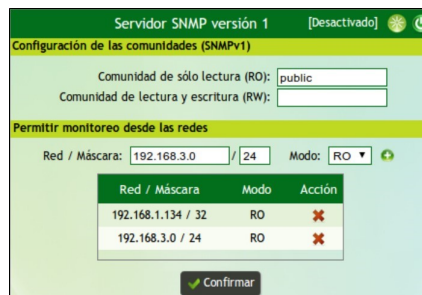 Servidor SNMP versión 1 [Desactivado]
Configuración de las comunidades (SNMPv1)
Comunidad de sólo lectura (RO): public
Comunidad de lectura y escritura (RW):
Permitir monitoreo desde las redes
Red / Máscara: 192.168.3.0 / 24 Modo: RO
Red / Máscara Modo Acción
192.168.1.134 / 32 RO
192.168.3.0 / 24 RO
Confirmar